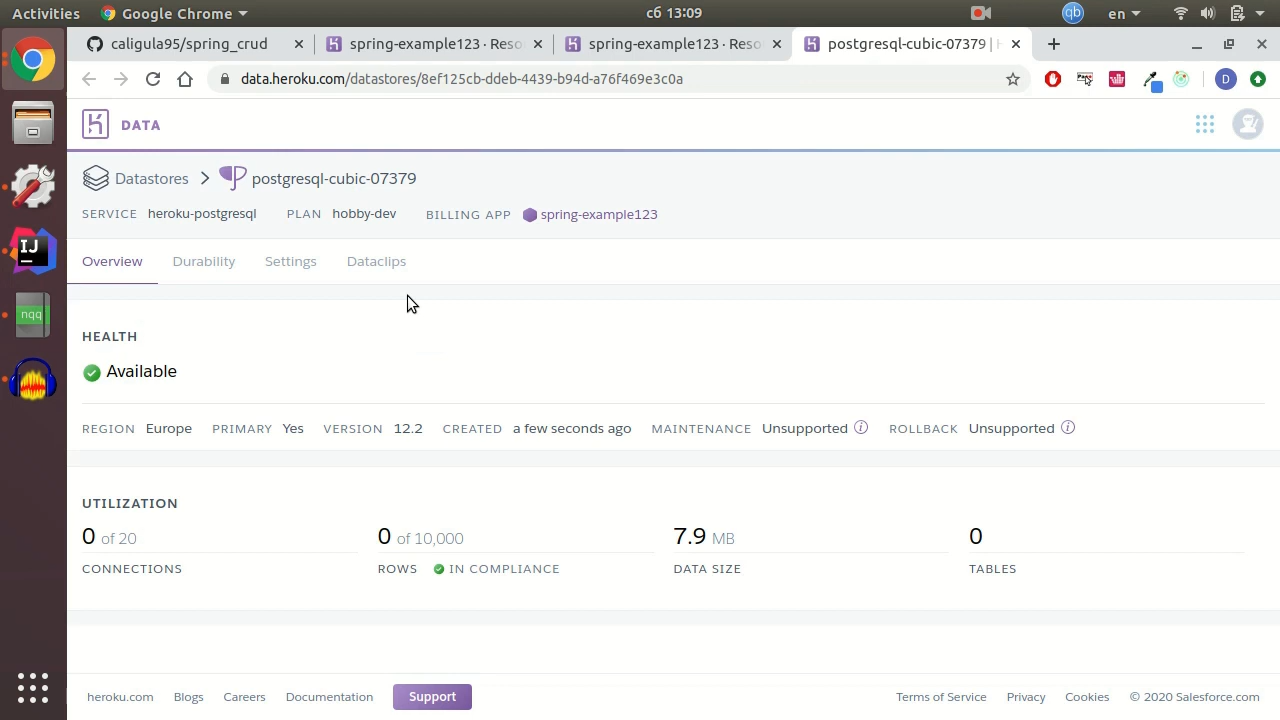 Activities Google Chrome сб 13:09 qb en
caligula95/spring_crud spring-example123 · Reso spring-example123 · Reso postgresql-cubic-07379 | H
data.heroku.com/datastores/8ef125cb-ddeb-4439-b94d-a76f469e3c0a D
DATA
Datastores postgresql-cubic-07379
SERVICE heroku-postgresql PLAN hobby-dev BILLING APP spring-example123
Overview Durability Settings Dataclips
IJ
nqq
HEALTH
Available
REGION Europe PRIMARY Yes VERSION 12.2 CREATED a few seconds ago MAINTENANCE Unsupported ROLLBACK Unsupported
UTILIZATION
0 of 20 0 of 10,000 7.9 MB 0
CONNECTIONS ROWS IN COMPLIANCE DATA SIZE TABLES
heroku.com Blogs Careers Documentation Support Terms of Service Privacy Cookies © 2020 Salesforce.com